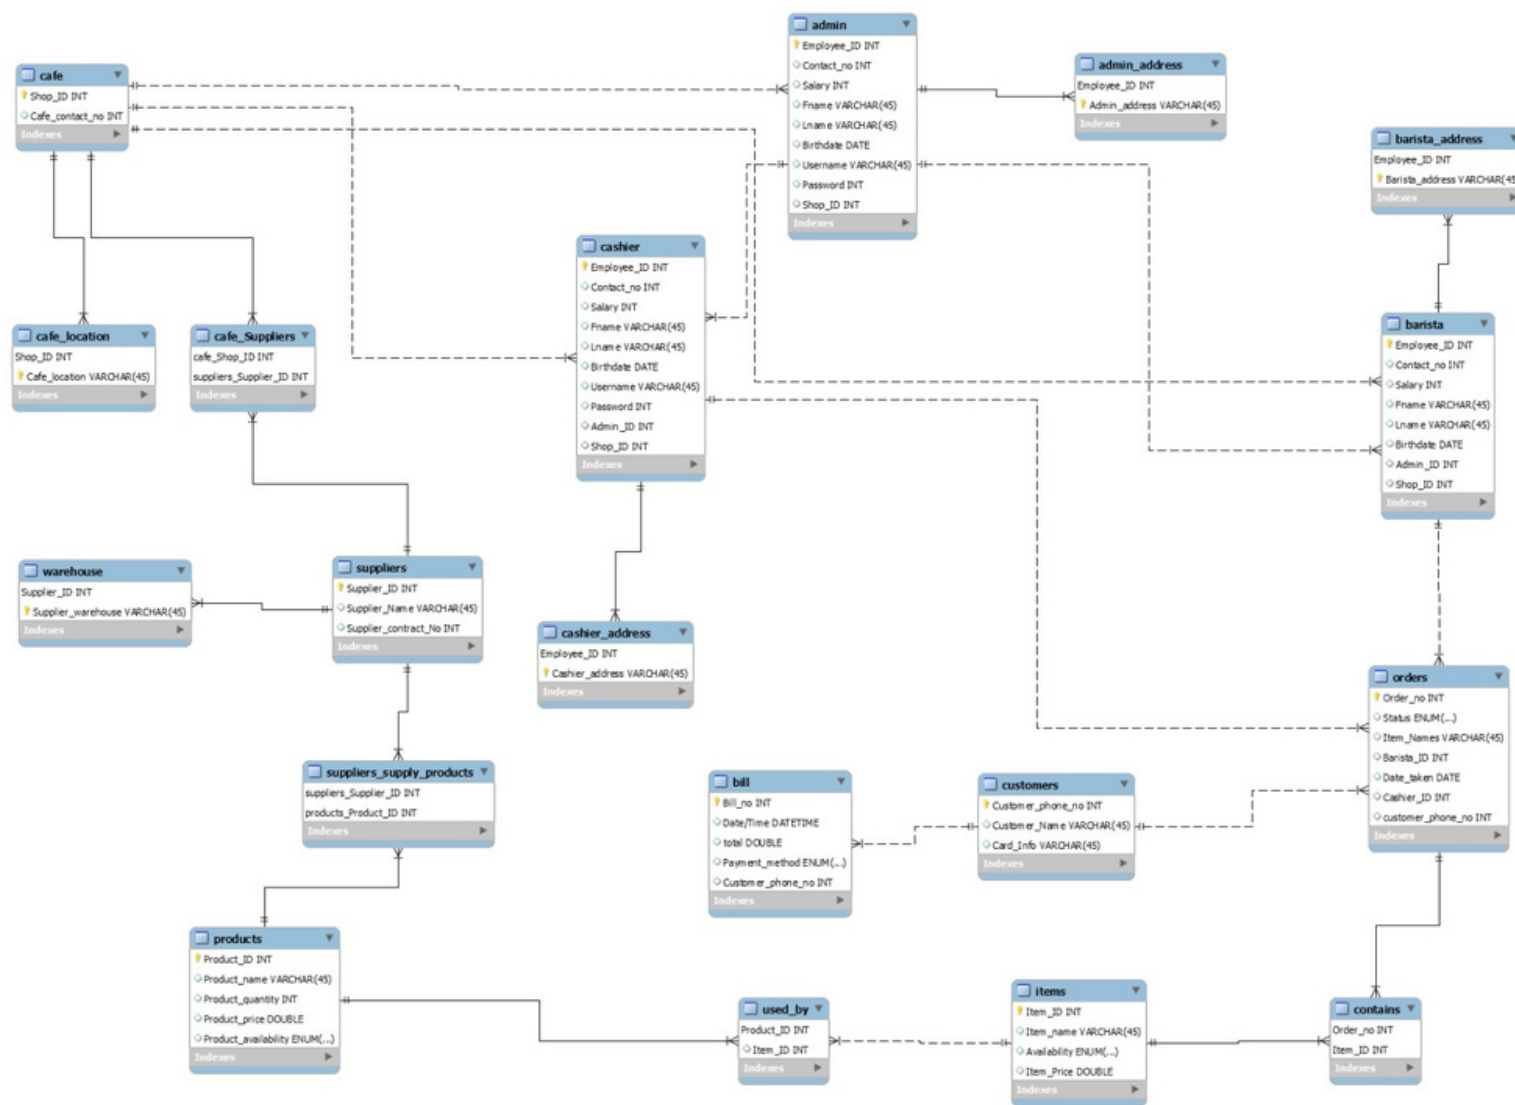 admin
Employee_ID INT
Contact_no INT
Salary INT
Fname VARCHAR(45)
Lname VARCHAR(45)
Birthdate DATE
Username VARCHAR(45)
Password INT
Shop_ID INT
Indexes
cafe
Shop_ID INT
Cafe_contact_no INT
Indexes
admin_address
Employee_ID INT
Admin_address VARCHAR(45)
Indexes
barista_address
Employee_ID INT
Barista_address VARCHAR(45
Indexes
cashier
Employee_ID INT
Contact_no INT
Salary INT
Fname VARCHAR(45)
Lname VARCHAR(45)
Birthdate DATE
Username VARCHAR(45)
Password INT
Admin_ID INT
Shop_ID INT
Indexes
cafe_location
Shop_ID INT
Cafe_location VARCHAR(45)
Indexes
cafe_Suppliers
cafe_Shop_ID INT
suppliers_Supplier_ID INT
Indexes
barista
Employee_ID INT
Contact_no INT
Salary INT
Fname VARCHAR(45)
Lname VARCHAR(45)
Birthdate DATE
Admin_ID INT
Shop_ID INT
Indexes
warehouse
Supplier_ID INT
Supplier_warehouse VARCHAR(45)
Indexes
suppliers
Supplier_ID INT
Supplier_Name VARCHAR(45)
Supplier_contract_No INT
Indexes
cashier_address
Employee_ID INT
Cashier_address VARCHAR(45)
Indexes
orders
Order_no INT
Status ENUM(...)
Item_Names VARCHAR(45)
Barista_ID INT
Date_taken DATE
Cashier_ID INT
customer_phone_no INT
Indexes
suppliers_supply_products
suppliers_Supplier_ID INT
products_Product_ID INT
Indexes
bill
Bill_no INT
Date/Time DATETIME
total DOUBLE
Payment_method ENUM(...)
Customer_phone_no INT
Indexes
customers
Customer_phone_no INT
Customer_Name VARCHAR(45)
Card_Info VARCHAR(45)
Indexes
products
Product_ID INT
Product_name VARCHAR(45)
Product_quantity INT
Product_price DOUBLE
Product_availability ENUM(...)
Indexes
used_by
Product_ID INT
Item_ID INT
Indexes
items
Item_ID INT
Item_name VARCHAR(45)
Availability ENUM(...)
Item_Price DOUBLE
Indexes
contains
Order_no INT
Item_ID INT
Indexes